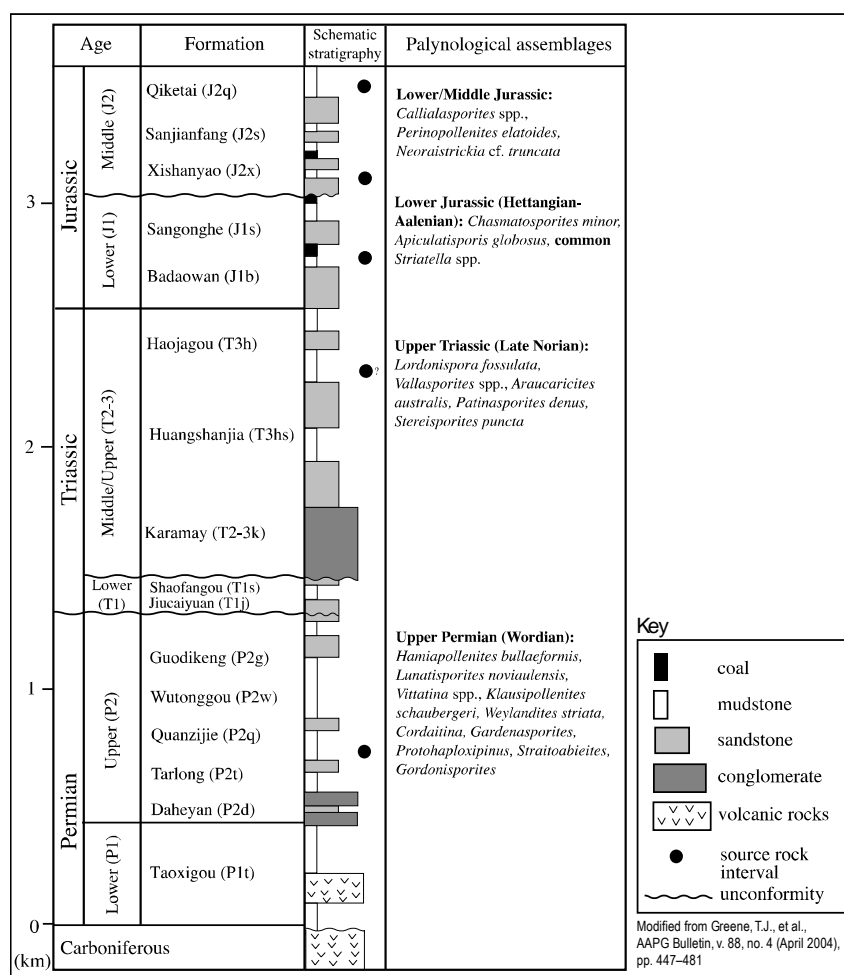 Age
Formation
Schematic
stratigraphy
Palynological assemblages
Jurassic
Middle (J2)
Qiketai (J2q)
Sanjianfang (J2s)
Xishanyao (J2x)
Lower/Middle Jurassic:
Callialasporites spp.,
Perinopollenites elatoides,
Neoraistrickia cf. truncata
3
Lower (J1)
Sangonghe (J1s)
Badaowan (J1b)
Lower Jurassic (Hettangian-
Aalenian): Chasmatosporites minor,
Apiculatisporis globosus, common
Striatella spp.
Triassic
Middle/Upper (T2-3)
Haojagou (T3h)
Huangshanjia (T3hs)
Karamay (T2-3k)
?
Upper Triassic (Late Norian):
Lordonispora fossulata,
Vallasporites spp., Araucaricites
australis, Patinasporites denus,
Stereisporites puncta
2
Lower
(T1)
Shaofangou (T1s)
Jiucaiyuan (T1j)
Permian
Upper (P2)
Guodikeng (P2g)
Wutonggou (P2w)
Quanzijie (P2q)
Tarlong (P2t)
Daheyan (P2d)
Upper Permian (Wordian):
Hamiapollenites bullaeformis,
Lunatisporites noviaulensis,
Vittatina spp., Klausipollenites
schaubergeri, Weylandites striata,
Cordaitina, Gardenasporites,
Protohaploxipinus, Straitoabieites,
Gordonisporites
1
Lower (P1)
Taoxigou (P1t)
0
(km)
Carboniferous
Key
coal
mudstone
sandstone
conglomerate
volcanic rocks
source rock
interval
unconformity
Modified from Greene, T.J., et al.,
AAPG Bulletin, v. 88, no. 4 (April 2004),
pp. 447–481